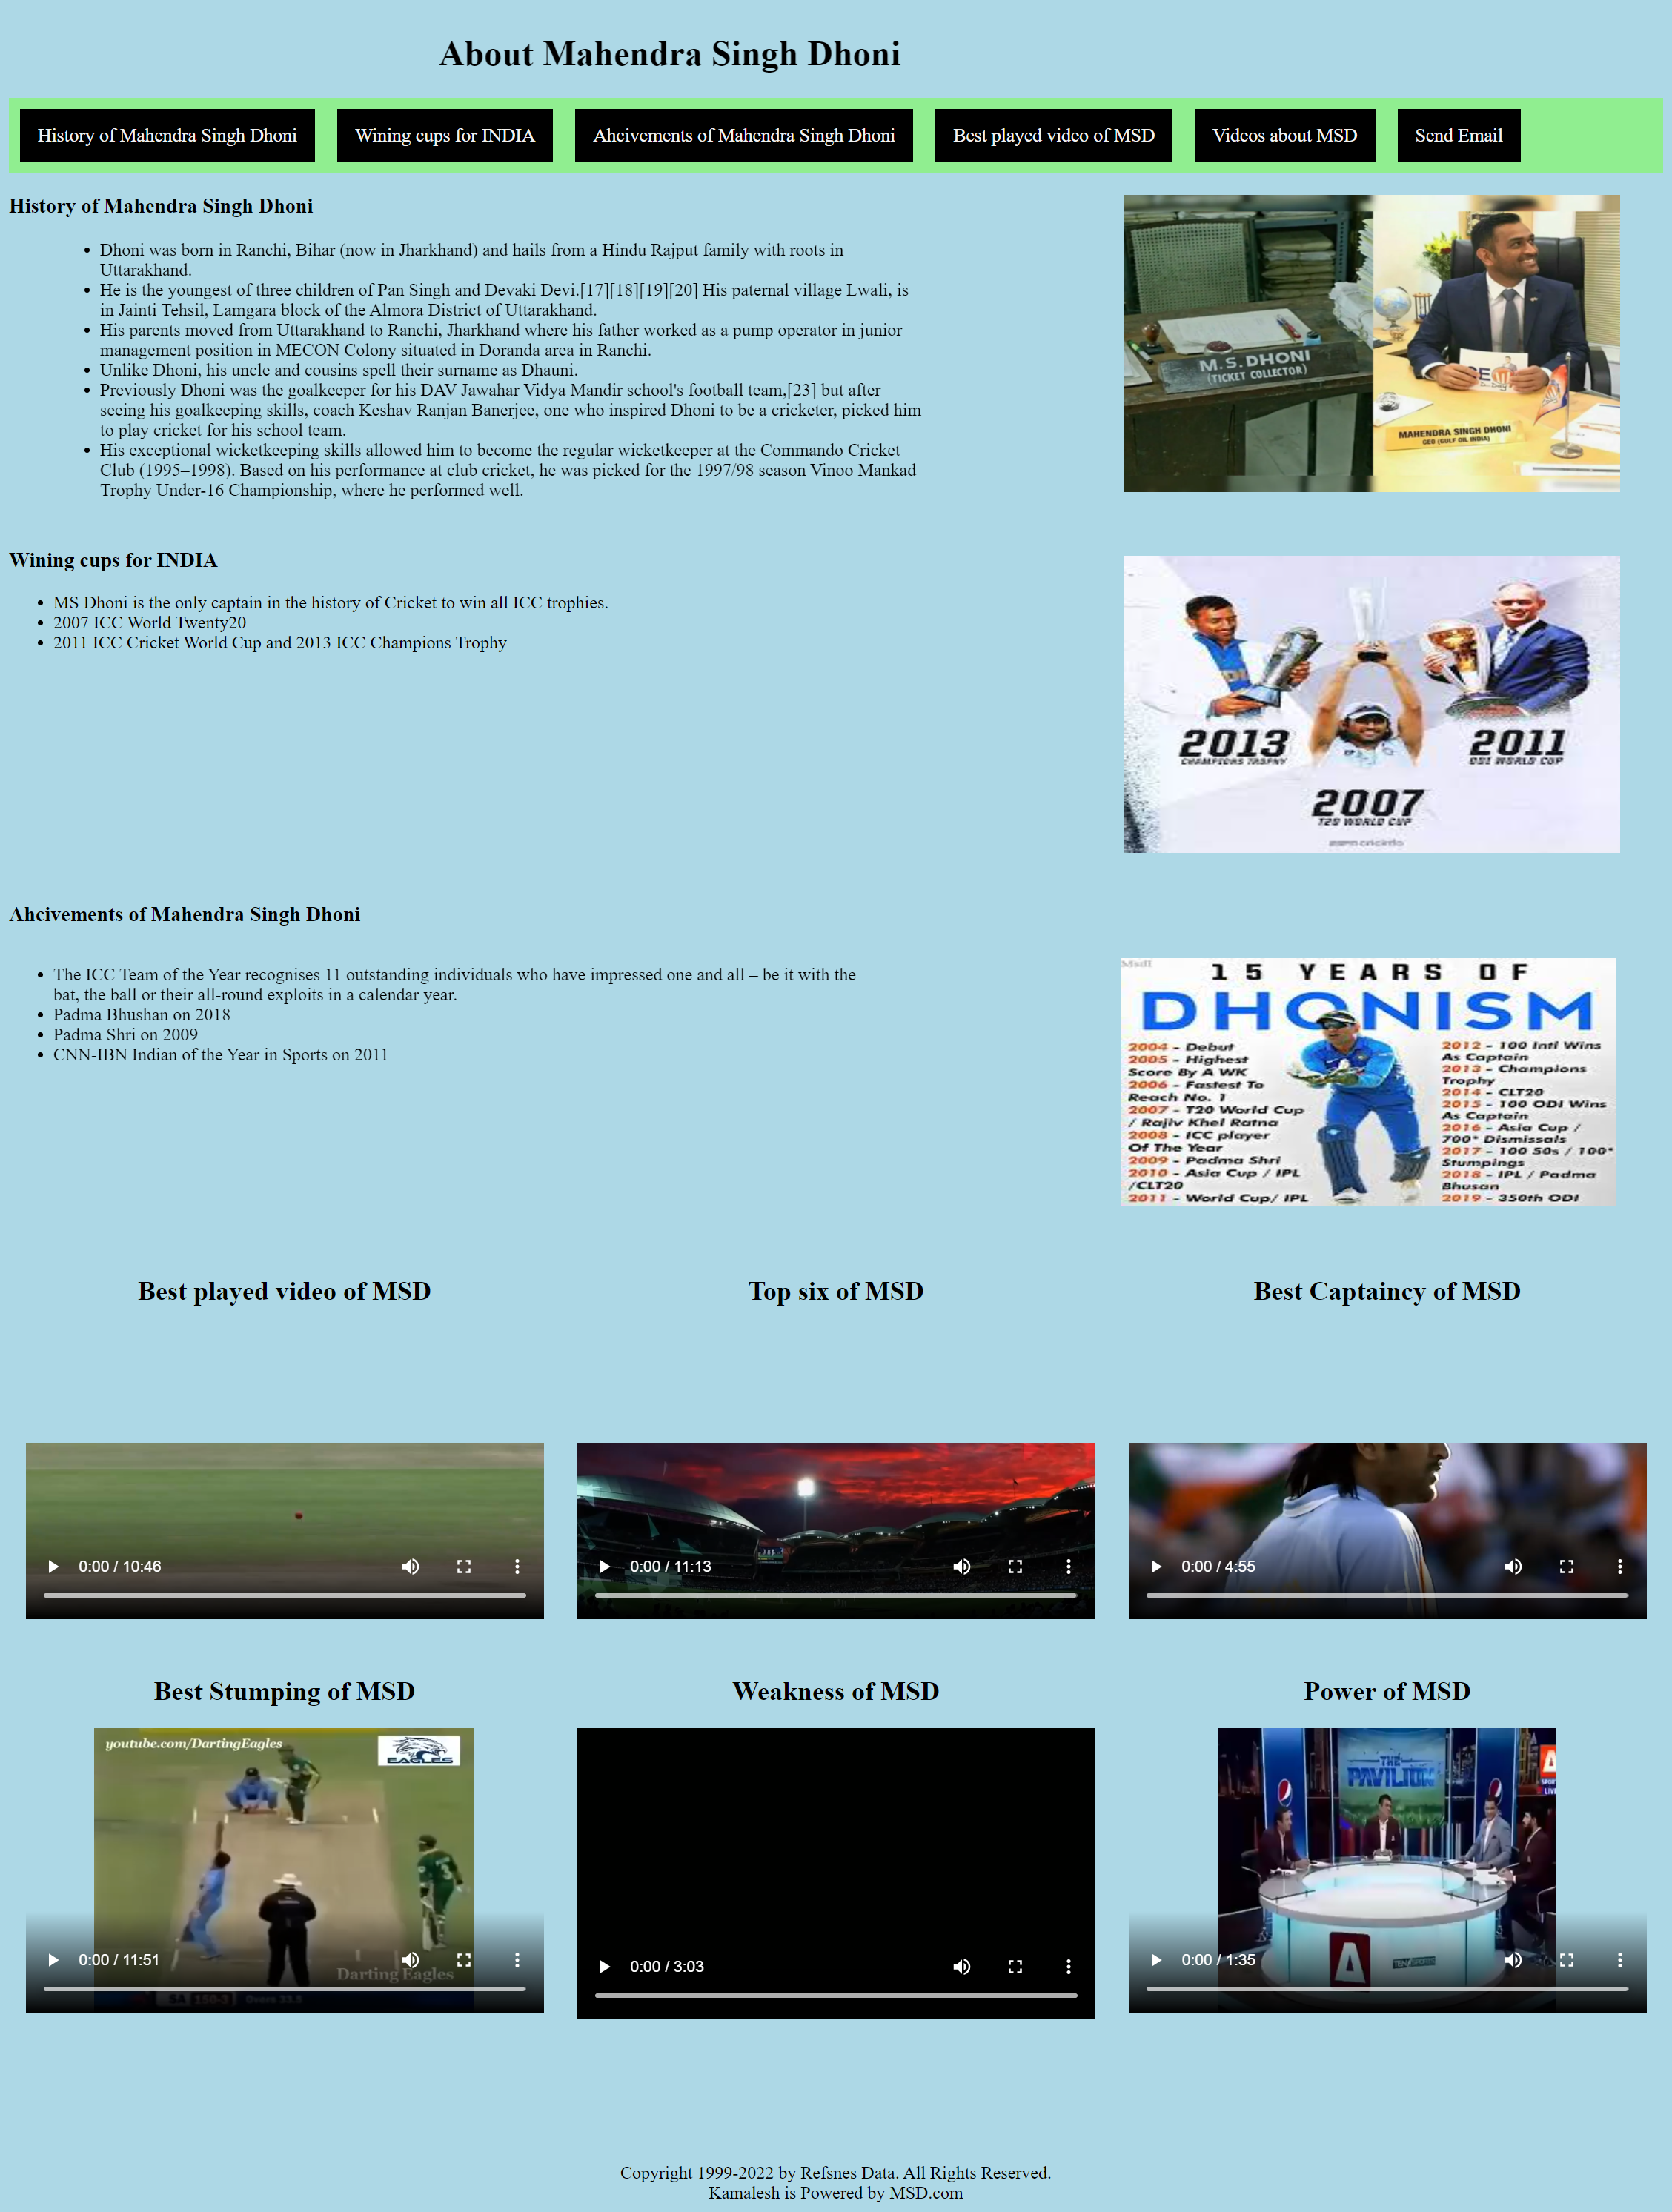 About Mahendra Singh Dhoni
History of Mahendra Singh Dhoni
Wining cups for INDIA
Ahcivements of Mahendra Singh Dhoni
Best played video of MSD
Videos about MSD
Send Email
History of Mahendra Singh Dhoni
Dhoni was born in Ranchi, Bihar (now in Jharkhand) and hails from a Hindu Rajput family with roots in
Uttarakhand.
He is the youngest of three children of Pan Singh and Devaki Devi.[17][18][19][20] His paternal village Lwali, is
in Jainti Tehsil, Lamgara block of the Almora District of Uttarakhand.
His parents moved from Uttarakhand to Ranchi, Jharkhand where his father worked as a pump operator in junior
management position in MECON Colony situated in Doranda area in Ranchi.
Unlike Dhoni, his uncle and cousins spell their surname as Dhauni.
Previously Dhoni was the goalkeeper for his DAV Jawahar Vidya Mandir school's football team,[23] but after
seeing his goalkeeping skills, coach Keshav Ranjan Banerjee, one who inspired Dhoni to be a cricketer, picked him
to play cricket for his school team.
His exceptional wicketkeeping skills allowed him to become the regular wicketkeeper at the Commando Cricket
Club (1995–1998). Based on his performance at club cricket, he was picked for the 1997/98 season Vinoo Mankad
Trophy Under-16 Championship, where he performed well.
M.S. DHONI
(TICKET COLLECTOR)
MAHENDRA SINGH DHONI
CEO (GULF OIL INDIA)
Wining cups for INDIA
MS Dhoni is the only captain in the history of Cricket to win all ICC trophies.
2007 ICC World Twenty20
2011 ICC Cricket World Cup and 2013 ICC Champions Trophy
2013
CHAMPIONS TROPHY
2011
ODI WORLD CUP
2007
T20 WORLD CUP
espncricinfo
Ahcivements of Mahendra Singh Dhoni
The ICC Team of the Year recognises 11 outstanding individuals who have impressed one and all – be it with the
bat, the ball or their all-round exploits in a calendar year.
Padma Bhushan on 2018
Padma Shri on 2009
CNN-IBN Indian of the Year in Sports on 2011
15 YEARS OF
DHONISM
2004 - Debut
2005 - Highest
Score By A WK
2006 - Fastest To
Reach No. 1
2007 - T20 World Cup
/ Rajiv Khel Ratna
2008 - ICC player
Of The Year
2009 - Padma Shri
2010 - Asia Cup / IPL
/CLT20
2011 - World Cup/ IPL
2012 - 100 Intl Wins
As Captain
2013 - Champions
Trophy
2014 - CLT20
2015 - 100 ODI Wins
As Captain
2016 - Asia Cup /
700* Dismissals
2017 - 100 50s / 100*
Stumpings
2018 - IPL / Padma
Bhusan
2019 - 350th ODI
Best played video of MSD
Top six of MSD
Best Captaincy of MSD
0:00 / 10:46
0:00 / 11:13
0:00 / 4:55
Best Stumping of MSD
Weakness of MSD
Power of MSD
youtube.com/DartingEagles
EAGLES
Darting Eagles
SA 150-3 Overs 33.5
0:00 / 11:51
0:00 / 3:03
THE
PAVILION
A
LIVE
A
0:00 / 1:35
Copyright 1999-2022 by Refsnes Data. All Rights Reserved.
Kamalesh is Powered by MSD.com